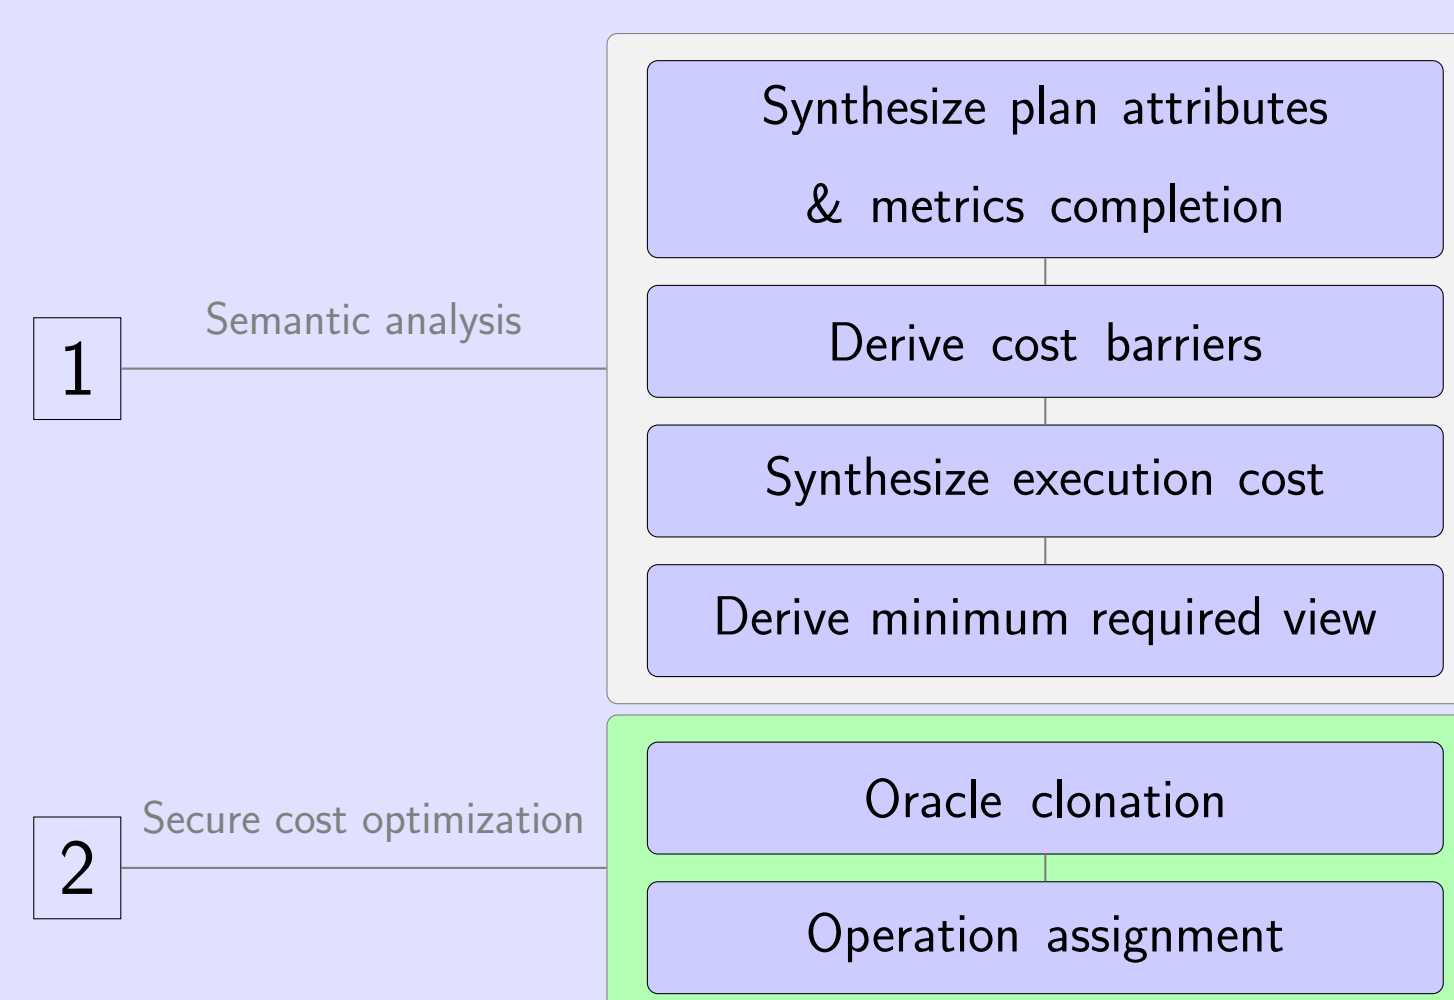 Synthesize plan attributes
& metrics completion
Semantic analysis
1
Derive cost barriers
Synthesize execution cost
Derive minimum required view
Oracle clonation
Secure cost optimization
2
Operation assignment